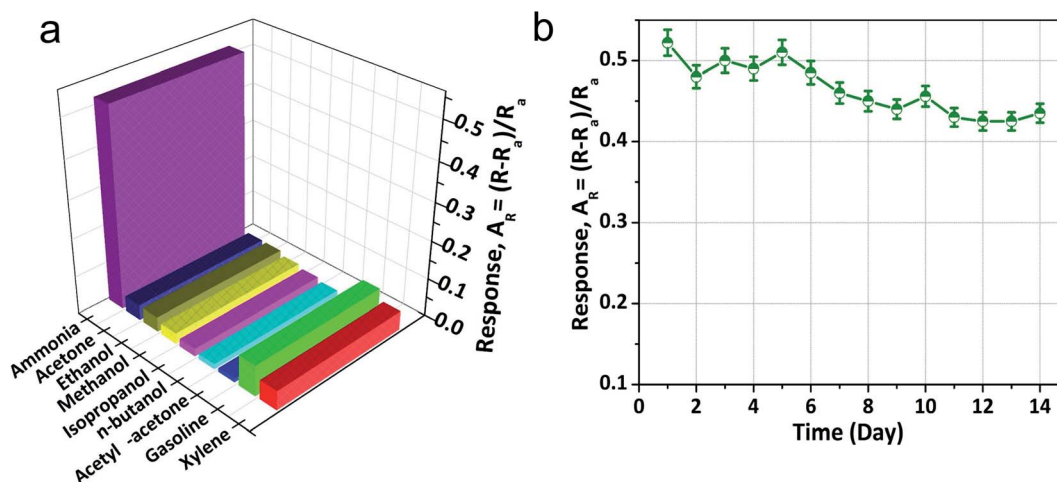 a
0.5
0.4
0.3
0.2
0.1
0.0
Response, A_R = (R-R_a)/R_a
Ammonia
Acetone
Ethanol
Methanol
Isopropanol
n-butanol
Acetyl -acetone
Gasoline
Xylene
b
Response, A_R = (R-R_a)/R_a
0.5
0.4
0.3
0.2
0.1
0 2 4 6 8 10 12 14
Time (Day)